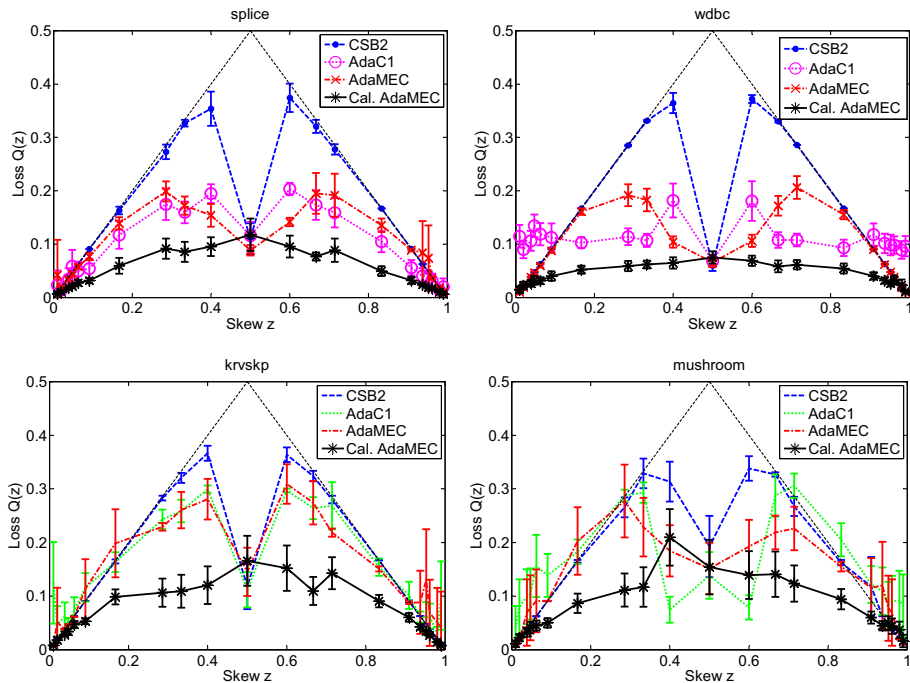 splice
0.5
0.4
0.3
0.2
0.1
0
Loss Q(z)
CSB2
AdaC1
AdaMEC
Cal. AdaMEC
0 0.2 0.4 0.6 0.8 1
Skew z
wdbc
0.5
0.4
0.3
0.2
0.1
0
Loss Q(z)
CSB2
AdaC1
AdaMEC
Cal. AdaMEC
0 0.2 0.4 0.6 0.8 1
Skew z
krvskp
0.5
0.4
0.3
0.2
0.1
0
Loss Q(z)
CSB2
AdaC1
AdaMEC
Cal. AdaMEC
0 0.2 0.4 0.6 0.8 1
Skew z
mushroom
0.5
0.4
0.3
0.2
0.1
0
Loss Q(z)
CSB2
AdaC1
AdaMEC
Cal. AdaMEC
0 0.2 0.4 0.6 0.8 1
Skew z